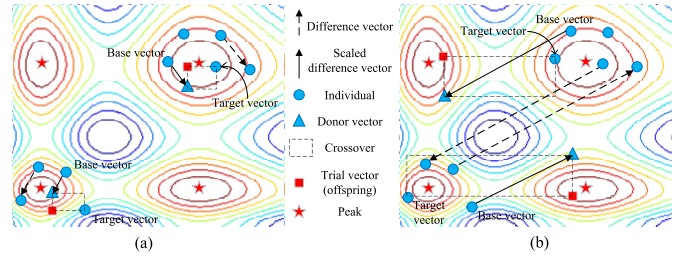 Base vector
Target vector
Base vector
Target vector
(a)
Difference vector
Scaled
difference vector
Individual
Donor vector
Crossover
Trial vector
(offspring)
Peak
Base vector
Target vector
Target
vector
Base vector
(b)